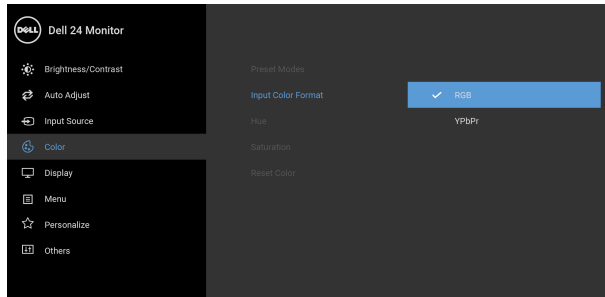 DELL Dell 24 Monitor
Brightness/Contrast
Auto Adjust
Input Source
Color
Display
Menu
Personalize
Others
Preset Modes
Input Color Format
Hue
Saturation
Reset Color
RGB
YPbPr